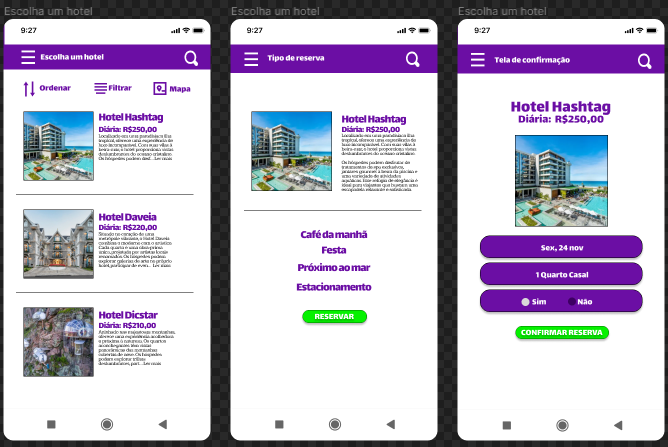 Escolha um hotel
9:27
Escolha um hotel
Ordenar
Filtrar
Mapa
Hotel Hashtag
Diária: R$250,00
Localizado em uma paradisíaca ilha
tropical, oferece uma experiência de
luxo incomparável. Com suas vilas à
beira-mar, o hotel proporciona vistas
deslumbrantes do oceano cristalino.
Os hóspedes podem desf... Ler mais
Hotel Daveia
Diária: R$220,00
Situado no coração de uma
metrópole vibrante, o Hotel Daveia
combina o moderno com o artístico.
Cada quarto é uma obra-prima
única, projetada por artistas locais
renomados. Os hóspedes podem
explorar galerias de arte no próprio
hotel, participar de even... Ler mais
Hotel Dicstar
Diária: R$210,00
Aninhado nas majestosas montanhas,
oferece uma experiência acolhedora
e próxima à natureza. Os quartos
aconchegantes têm vistas
panorâmicas das montanhas
cobertas de neve. Os hóspedes
podem explorar trilhas
deslumbrantes, part... Ler mais
Escolha um hotel
9:27
Tipo de reserva
Hotel Hashtag
Diária: R$250,00
Localizado em uma paradisíaca ilha
tropical, oferece uma experiência de
luxo incomparável. Com suas vilas à
beira-mar, o hotel proporciona vistas
deslumbrantes do oceano cristalino.
Os hóspedes podem desfrutar de
tratamentos de spa exclusivos,
jantares gourmet à beira da piscina e
uma variedade de atividades
aquáticas. Este refúgio de elegância é
ideal para viajantes que buscam uma
escapadela relaxante e sofisticada.
Café da manhã
Festa
Próximo ao mar
Estacionamento
RESERVAR
Escolha um hotel
9:27
Tela de confirmação
Hotel Hashtag
Diária: R$250,00
Sex, 24 nov
1 Quarto Casal
Sim
Não
CONFIRMAR RESERVA